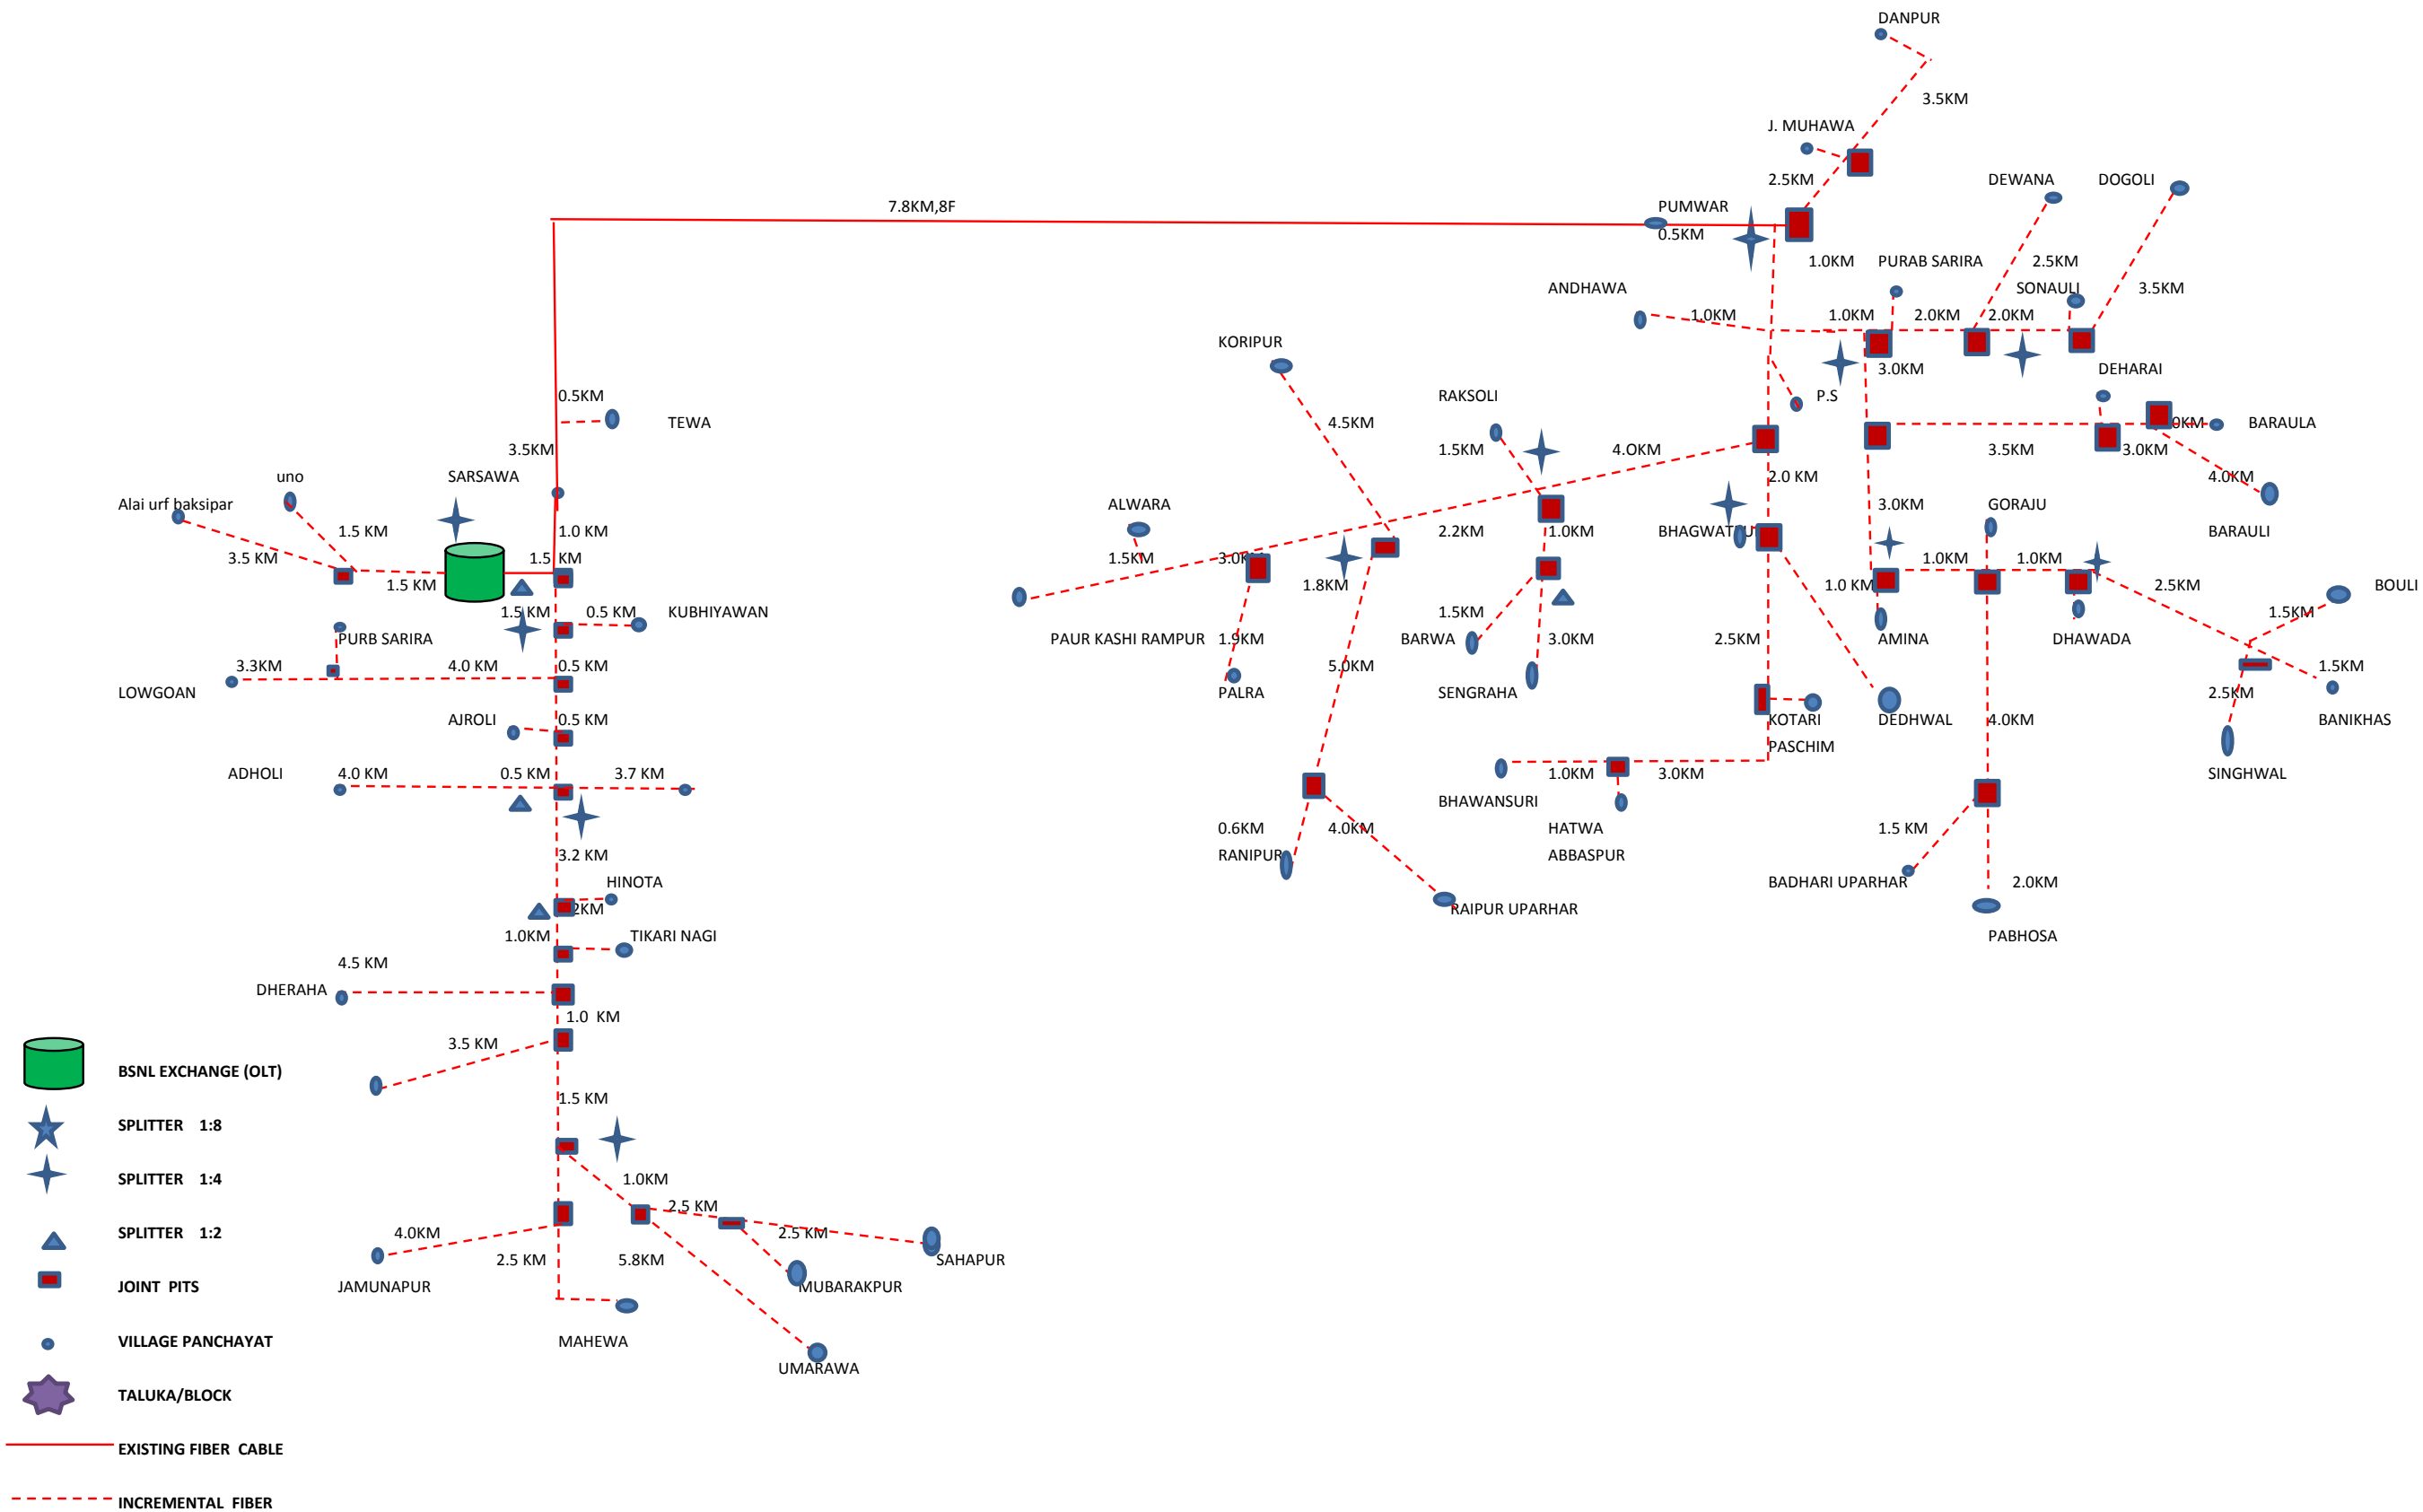 DANPUR
3.5KM
J. MUHAWA
2.5KM
DEWANA
DOGOLI
7.8KM,8F
PUMWAR
0.5KM
1.0KM
PURAB SARIRA
2.5KM
ANDHAWA
SONAULI
3.5KM
1.0KM
1.0KM
2.0KM
2.0KM
KORIPUR
3.0KM
DEHARAI
0.5KM
RAKSOLI
P.S
TEWA
4.5KM
BARAULA
3.5KM
1.5KM
4.OKM
3.5KM
3.0KM
uno
SARSAWA
2.0 KM
4.0KM
Alai urf baksipar
ALWARA
3.0KM
GORAJU
1.5 KM
1.0 KM
2.2KM
1.0KM
BARAULI
3.5 KM
1.5 KM
1.5KM
3.0KM
1.0KM
1.0KM
1.5 KM
1.8KM
1.0 KM
2.5KM
BOULI
1.5KM
0.5 KM
KUBHIYAWAN
1.5KM
1.5KM
PURB SARIRA
PAUR KASHI RAMPUR
1.9KM
BARWA
3.0KM
2.5KM
AMINA
DHAWADA
3.3KM
4.0 KM
0.5 KM
5.0KM
1.5KM
LOWGOAN
PALRA
SENGRAHA
2.5KM
AJROLI
0.5 KM
KOTARI
DEDHWAL
4.0KM
BANIKHAS
PASCHIM
ADHOLI
4.0 KM
0.5 KM
3.7 KM
1.0KM
3.0KM
SINGHWAL
BHAWANSURI
0.6KM
4.0KM
HATWA
1.5 KM
3.2 KM
RANIPUR
ABBASPUR
HINOTA
BADHARI UPARHAR
2.0KM
2KM
RAIPUR UPARHAR
1.0KM
TIKARI NAGI
PABHOSA
4.5 KM
DHERAHA
1.0 KM
3.5 KM
BSNL EXCHANGE (OLT)
1.5 KM
SPLITTER 1:8
SPLITTER 1:4
1.0KM
2.5 KM
SPLITTER 1:2
4.0KM
2.5 KM
2.5 KM
5.8KM
SAHAPUR
JOINT PITS
JAMUNAPUR
MUBARAKPUR
VILLAGE PANCHAYAT
MAHEWA
UMARAWA
TALUKA/BLOCK
EXISTING FIBER CABLE
INCREMENTAL FIBER